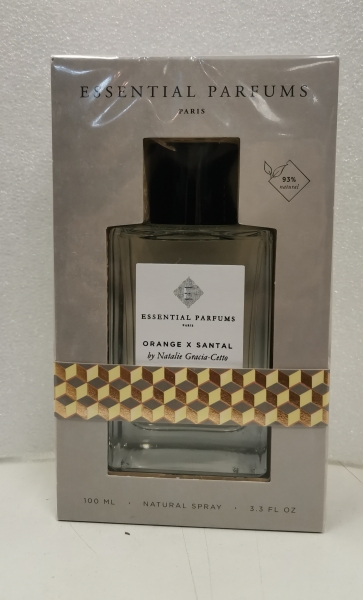 ESSENTIAL PARFUMS
PARIS
93%
natural
E
ESSENTIAL PARFUMS
PARIS
ORANGE X SANTAL
by Natalie Gracia-Cetto
100 ML · NATURAL SPRAY · 3.3 FL OZ